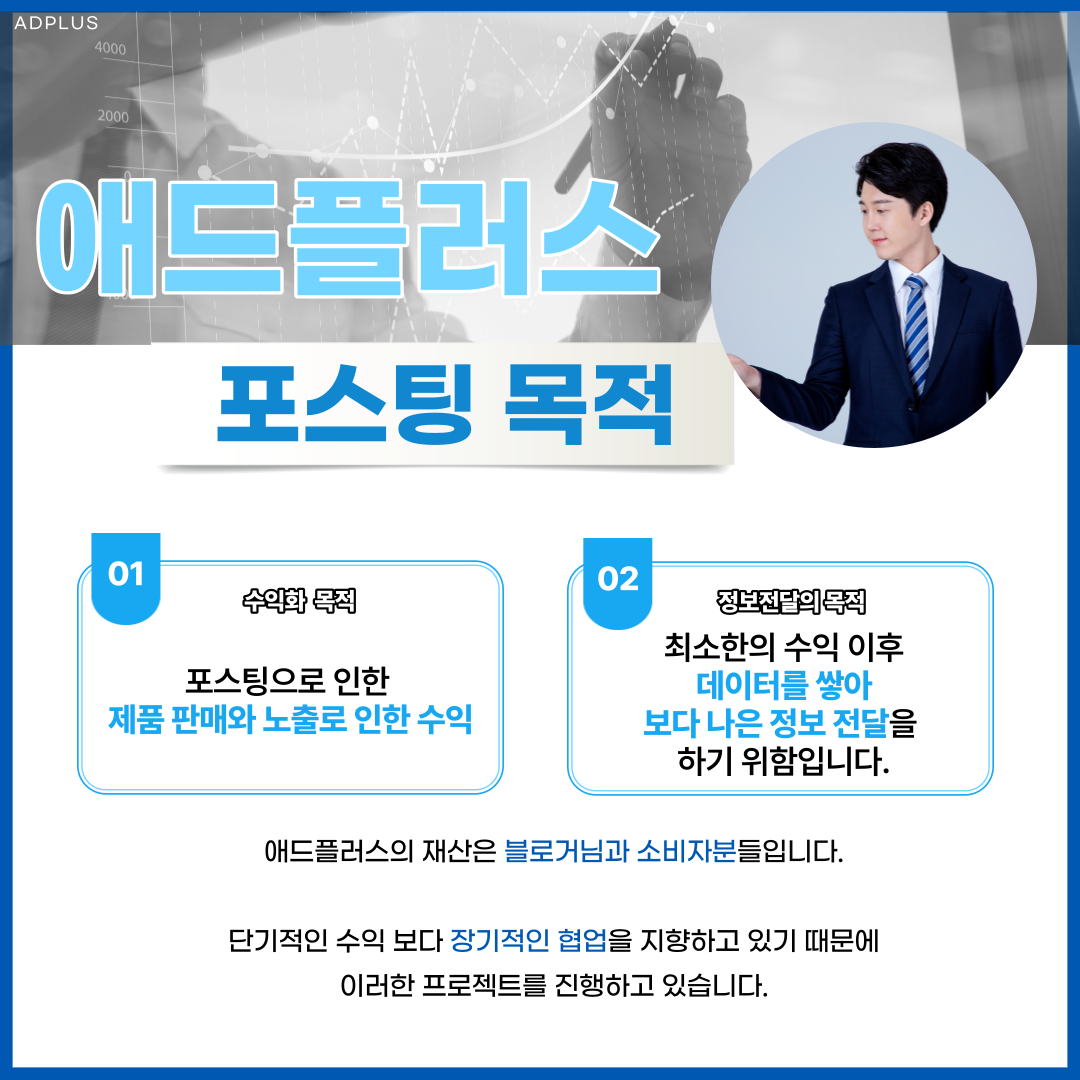 ADPLUS
4000
2000
0
애드플러스
포스팅 목적
01
수익화 목적
포스팅으로 인한
제품 판매와 노출로 인한 수익
02
정보전달의 목적
최소한의 수익 이후
데이터를 쌓아
보다 나은 정보 전달을
하기 위함입니다.
애드플러스의 재산은 블로거님과 소비자분들입니다.
단기적인 수익 보다 장기적인 협업을 지향하고 있기 때문에
이러한 프로젝트를 진행하고 있습니다.